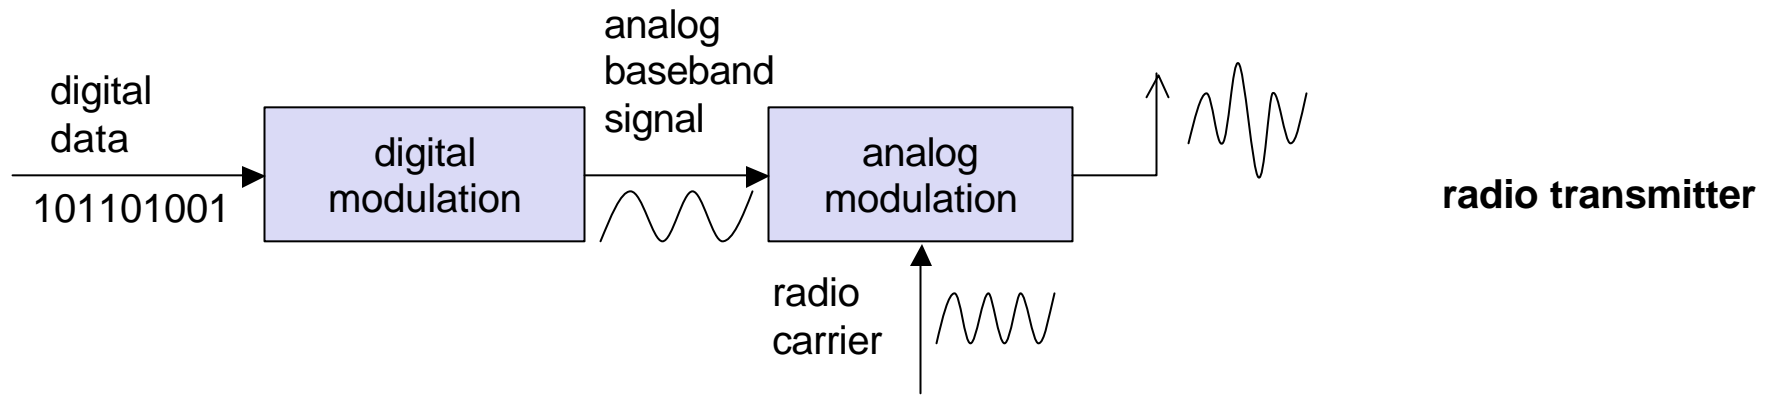 digital
data
101101001
digital
modulation
analog
baseband
signal
analog
modulation
radio
carrier
radio transmitter